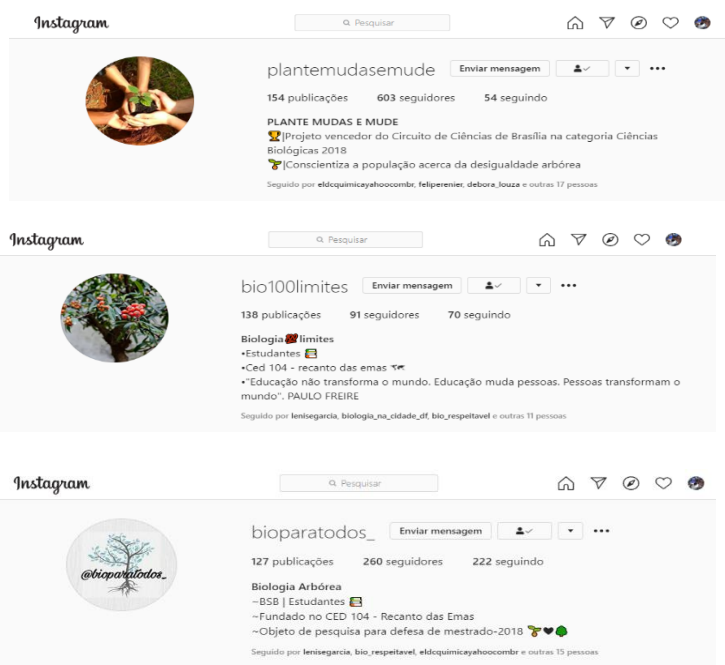 Instagram
Pesquisar
plantemudasemude Enviar mensagem
154 publicações 603 seguidores 54 seguindo
PLANTE MUDAS E MUDE
🏆|Projeto vencedor do Circuito de Ciências de Brasília na categoria Ciências
Biológicas 2018
🌱|Conscientiza a população acerca da desigualdade arbórea
Seguido por eldcquimicayahoocombr, feliperenier, debora_louza e outras 17 pessoas
Instagram
Pesquisar
bio100limites Enviar mensagem
138 publicações 91 seguidores 70 seguindo
Biologia💯limites
•Estudantes 📚
•Ced 104 - recanto das emas 🗺
•"Educação não transforma o mundo. Educação muda pessoas. Pessoas transformam o
mundo". PAULO FREIRE
Seguido por lenisegarcia, biologia_na_cidade_df, bio_respeitavel e outras 11 pessoas
Instagram
Pesquisar
@bioparatodos_
bioparatodos_ Enviar mensagem
127 publicações 260 seguidores 222 seguindo
Biologia Arbórea
~BSB | Estudantes 📚
~Fundado no CED 104 - Recanto das Emas
~Objeto de pesquisa para defesa de mestrado-2018 🌱🖤🌳
Seguido por lenisegarcia, bio_respeitavel, eldcquimicayahoocombr e outras 15 pessoas